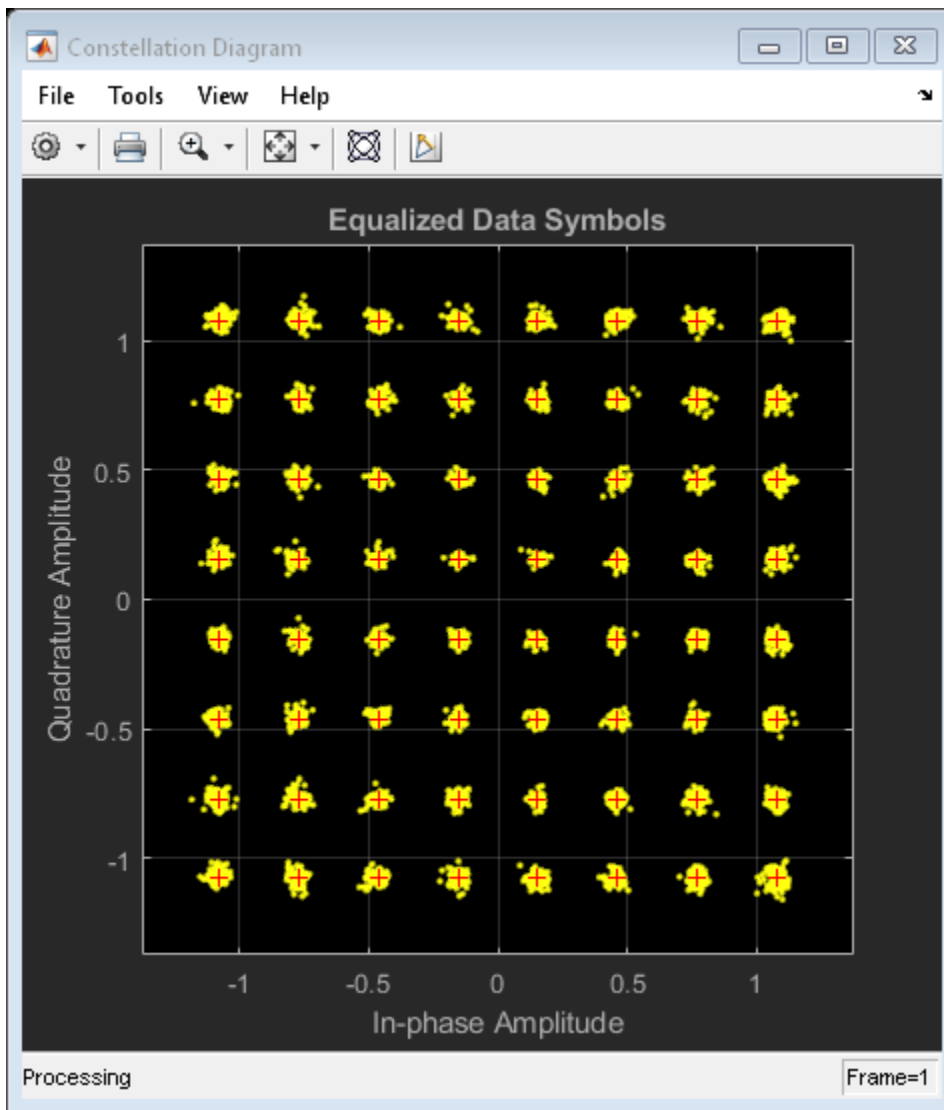 Constellation Diagram
File Tools View Help
Equalized Data Symbols
1
0.5
0
-0.5
-1
Quadrature Amplitude
-1 -0.5 0 0.5 1
In-phase Amplitude
Processing Frame=1